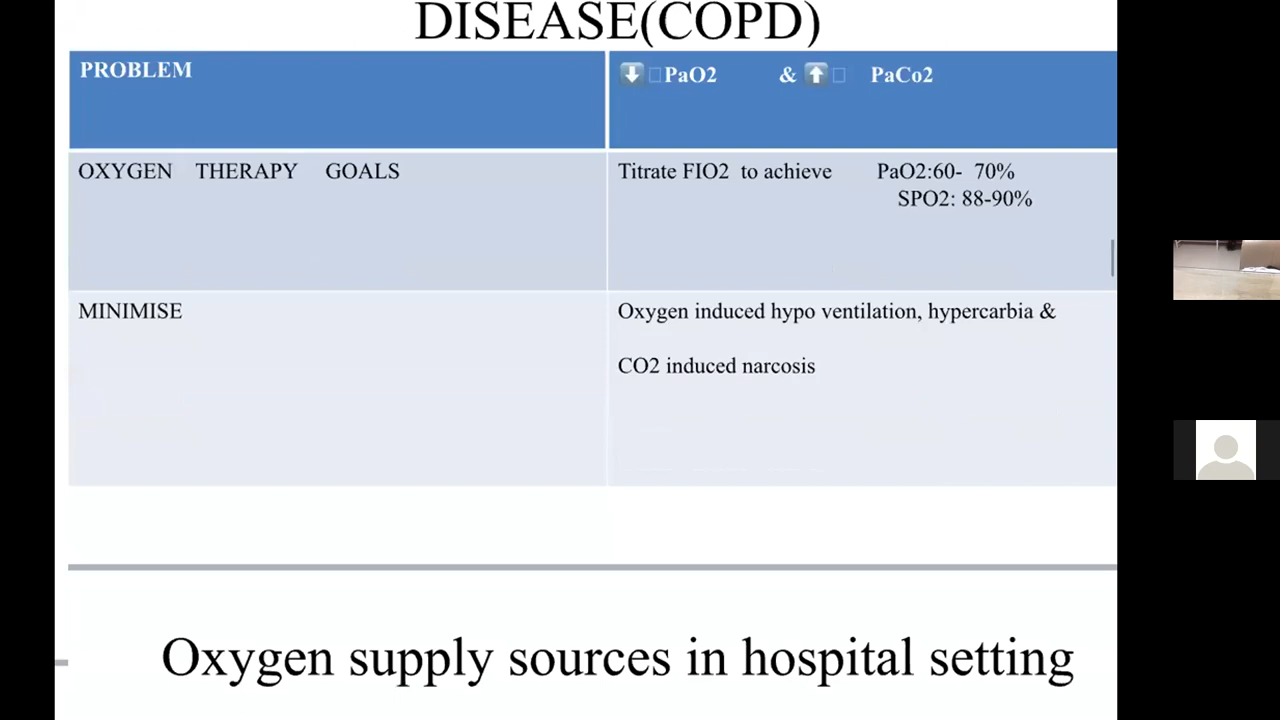 DISEASE(COPD)
PROBLEM
⬇ PaO2 & ⬆ PaCo2
OXYGEN THERAPY GOALS
Titrate FIO2 to achieve PaO2:60- 70%
SPO2: 88-90%
MINIMISE
Oxygen induced hypo ventilation, hypercarbia &
CO2 induced narcosis
Oxygen supply sources in hospital setting